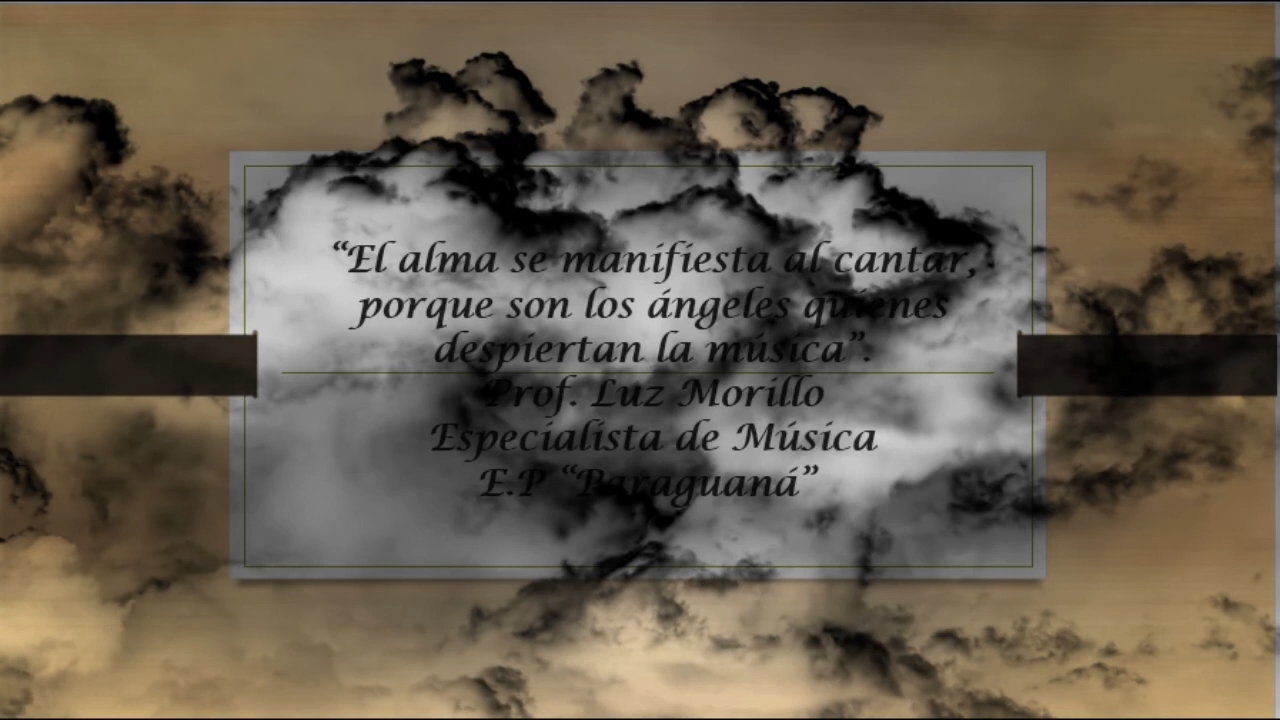 “El alma se manifiesta al cantar,
porque son los ángeles quienes
despiertan la música”.
Prof. Luz Morillo
Especialista de Música
E.P “Paraguaná”